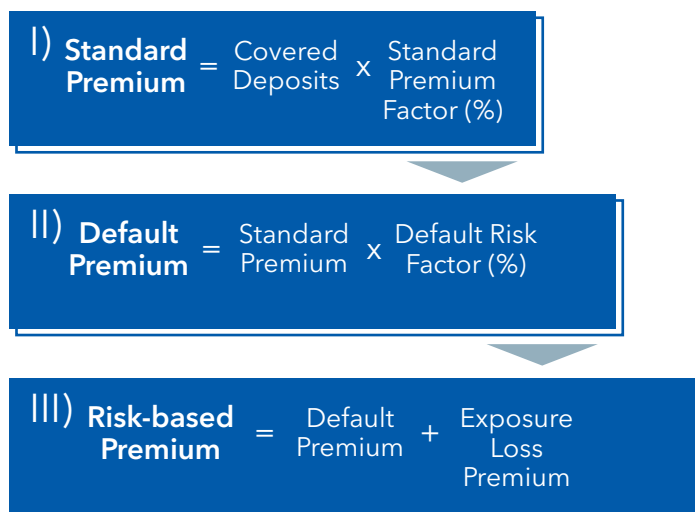 I) Standard Premium = Covered Deposits x Standard Premium Factor (%)
II) Default Premium = Standard Premium x Default Risk Factor (%)
III) Risk-based Premium = Default Premium + Exposure Loss Premium